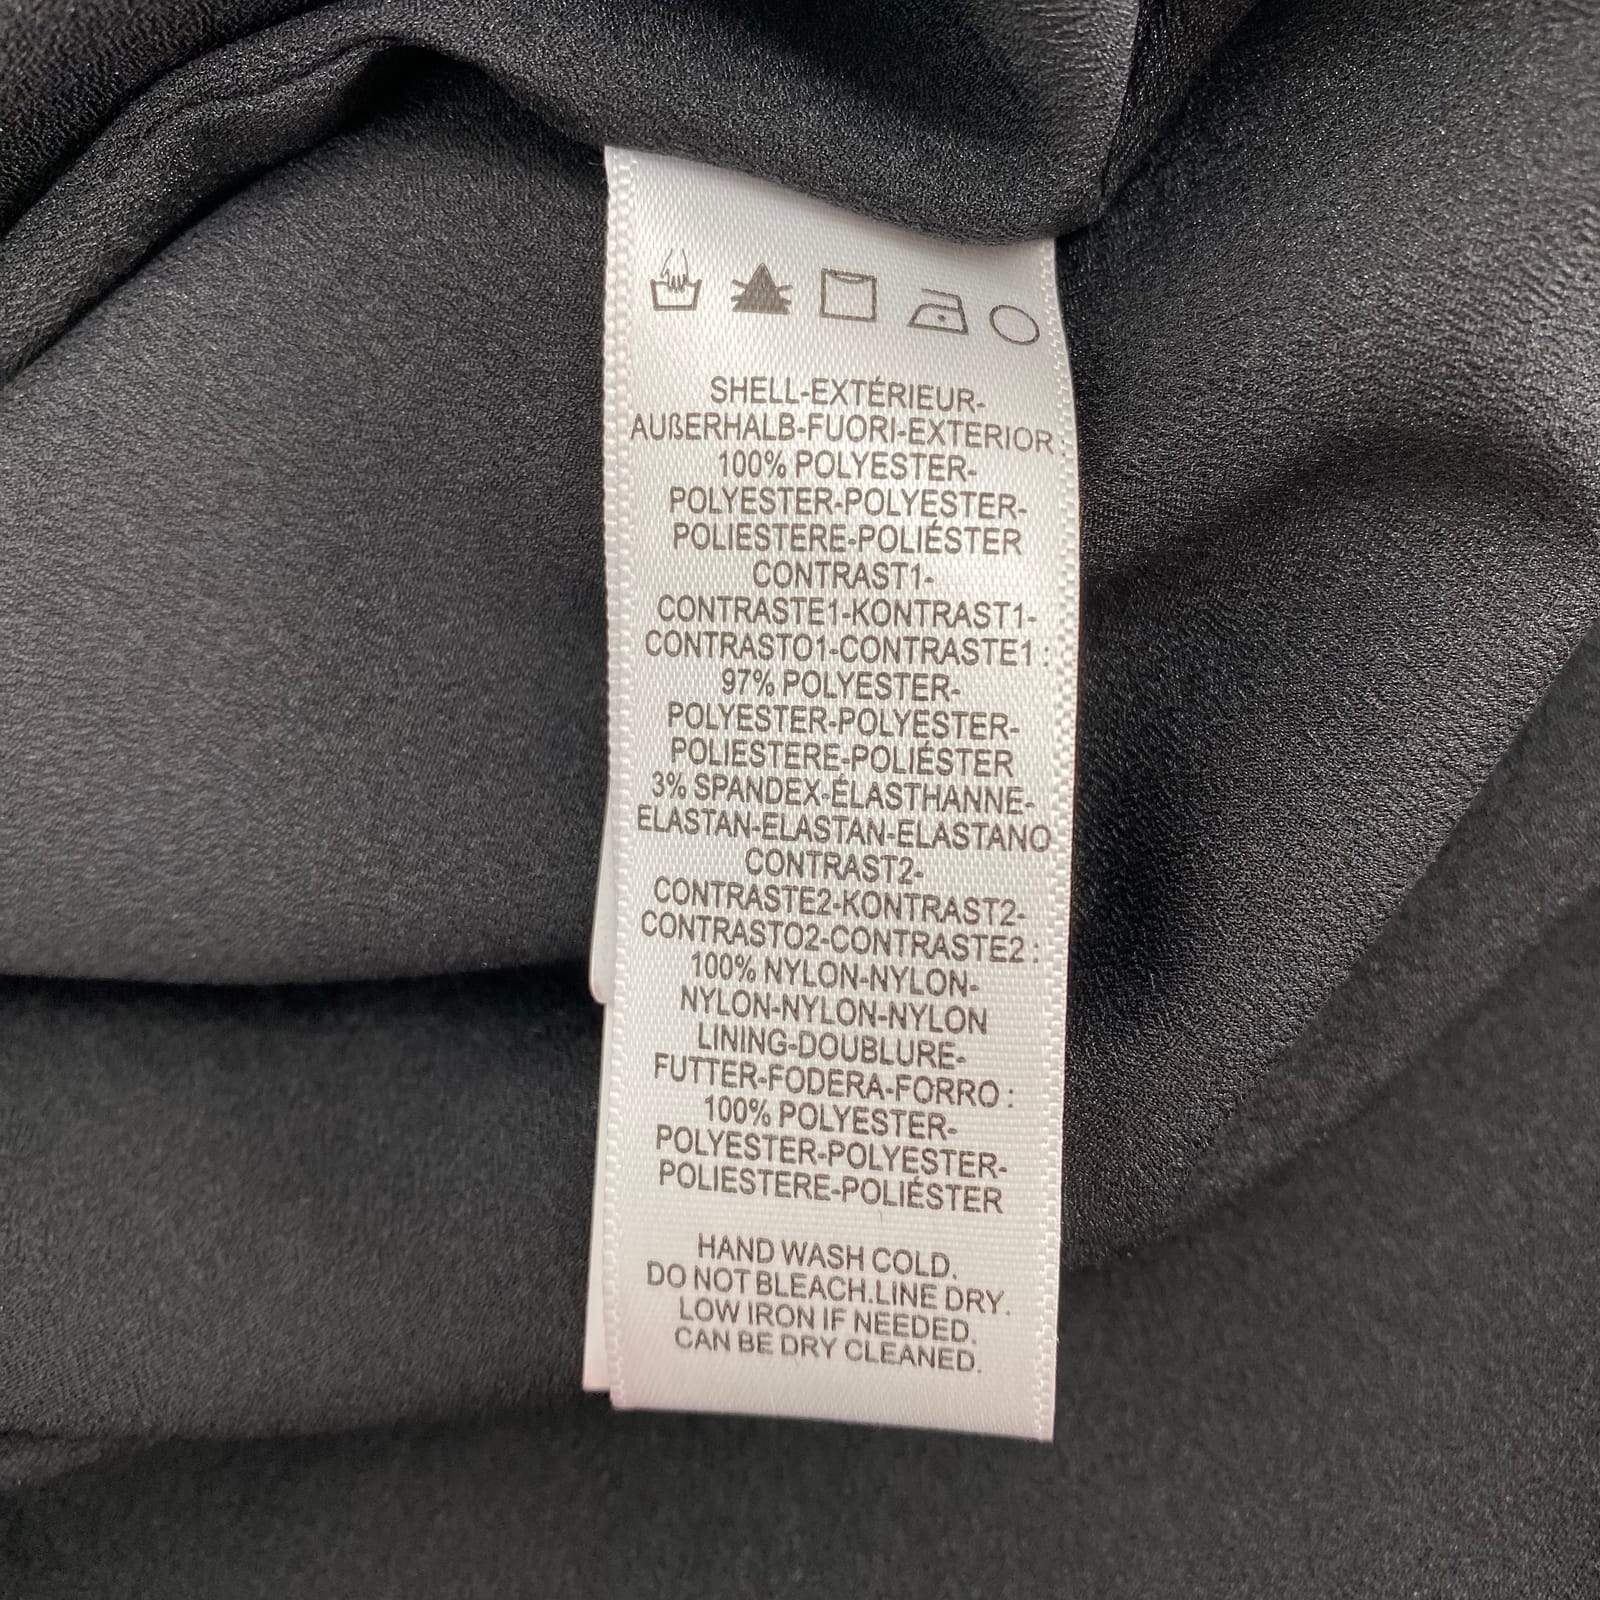 SHELL-EXTÉRIEUR-
AUßERHALB-FUORI-EXTERIOR :
100% POLYESTER-
POLYESTER-POLYESTER-
POLIESTERE-POLIÉSTER
CONTRAST1-
CONTRASTE1-KONTRAST1-
CONTRASTO1-CONTRASTE1 :
97% POLYESTER-
POLYESTER-POLYESTER-
POLIESTERE-POLIÉSTER
3% SPANDEX-ÉLASTHANNE-
ELASTAN-ELASTAN-ELASTANO
CONTRAST2-
CONTRASTE2-KONTRAST2-
CONTRASTO2-CONTRASTE2 :
100% NYLON-NYLON-
NYLON-NYLON-NYLON
LINING-DOUBLURE-
FUTTER-FODERA-FORRO :
100% POLYESTER-
POLYESTER-POLYESTER-
POLIESTERE-POLIÉSTER
HAND WASH COLD.
DO NOT BLEACH.LINE DRY.
LOW IRON IF NEEDED.
CAN BE DRY CLEANED.